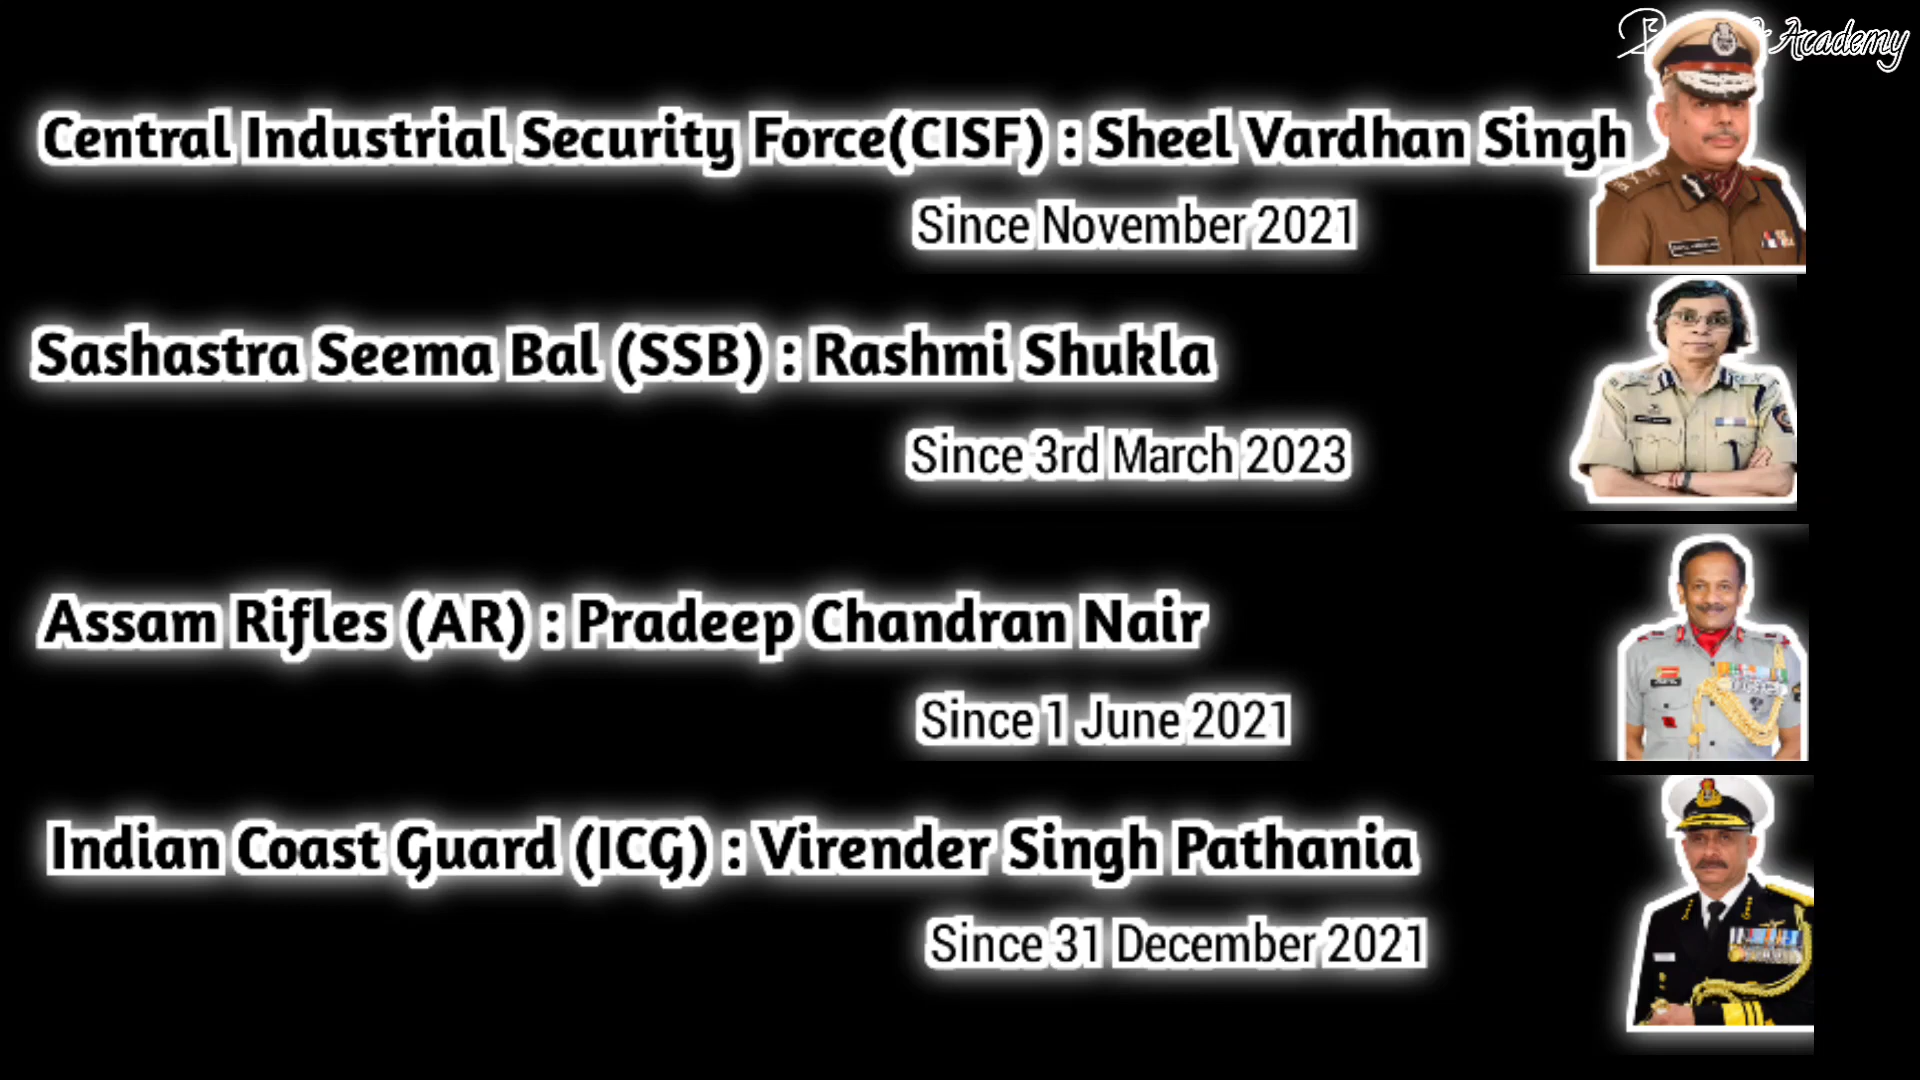 Academy
Central Industrial Security Force(CISF) : Sheel Vardhan Singh
Since November 2021
Sashastra Seema Bal (SSB) : Rashmi Shukla
Since 3rd March 2023
Assam Rifles (AR) : Pradeep Chandran Nair
Since 1 June 2021
Indian Coast Guard (ICG) : Virender Singh Pathania
Since 31 December 2021